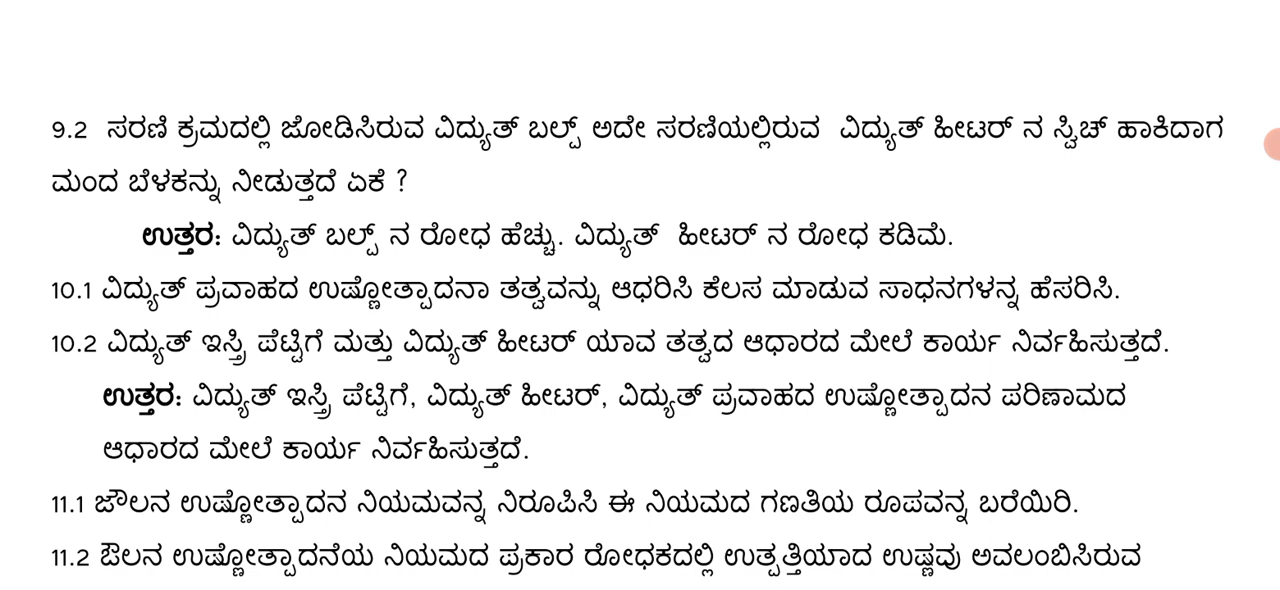 9.2 ಸರಣಿ ಕ್ರಮದಲ್ಲಿ ಜೋಡಿಸಿರುವ ವಿದ್ಯುತ್ ಬಲ್ಪ್ ಅದೇ ಸರಣಿಯಲ್ಲಿರುವ ವಿದ್ಯುತ್ ಹೀಟರ್ ನ ಸ್ವಿಚ್ ಹಾಕಿದಾಗ
ಮಂದ ಬೆಳಕನ್ನು ನೀಡುತ್ತದೆ ಏಕೆ ?
ಉತ್ತರ: ವಿದ್ಯುತ್ ಬಲ್ಪ್ ನ ರೋಧ ಹೆಚ್ಚು. ವಿದ್ಯುತ್ ಹೀಟರ್ ನ ರೋಧ ಕಡಿಮೆ.
10.1 ವಿದ್ಯುತ್ ಪ್ರವಾಹದ ಉಷ್ಣೋತ್ಪಾದನಾ ತತ್ವವನ್ನು ಆಧರಿಸಿ ಕೆಲಸ ಮಾಡುವ ಸಾಧನಗಳನ್ನ ಹೆಸರಿಸಿ.
10.2 ವಿದ್ಯುತ್ ಇಸ್ತ್ರಿ ಪೆಟ್ಟಿಗೆ ಮತ್ತು ವಿದ್ಯುತ್ ಹೀಟರ್ ಯಾವ ತತ್ವದ ಆಧಾರದ ಮೇಲೆ ಕಾರ್ಯ ನಿರ್ವಹಿಸುತ್ತದೆ.
ಉತ್ತರ: ವಿದ್ಯುತ್ ಇಸ್ತ್ರಿ ಪೆಟ್ಟಿಗೆ, ವಿದ್ಯುತ್ ಹೀಟರ್, ವಿದ್ಯುತ್ ಪ್ರವಾಹದ ಉಷ್ಣೋತ್ಪಾದನ ಪರಿಣಾಮದ
ಆಧಾರದ ಮೇಲೆ ಕಾರ್ಯ ನಿರ್ವಹಿಸುತ್ತದೆ.
11.1 ಜೌಲನ ಉಷ್ಣೋತ್ಪಾದನ ನಿಯಮವನ್ನ ನಿರೂಪಿಸಿ ಈ ನಿಯಮದ ಗಣತಿಯ ರೂಪವನ್ನ ಬರೆಯಿರಿ.
11.2 ಔಲನ ಉಷ್ಣೋತ್ಪಾದನೆಯ ನಿಯಮದ ಪ್ರಕಾರ ರೋಧಕದಲ್ಲಿ ಉತ್ಪತ್ತಿಯಾದ ಉಷ್ಣವು ಅವಲಂಬಿಸಿರುವ